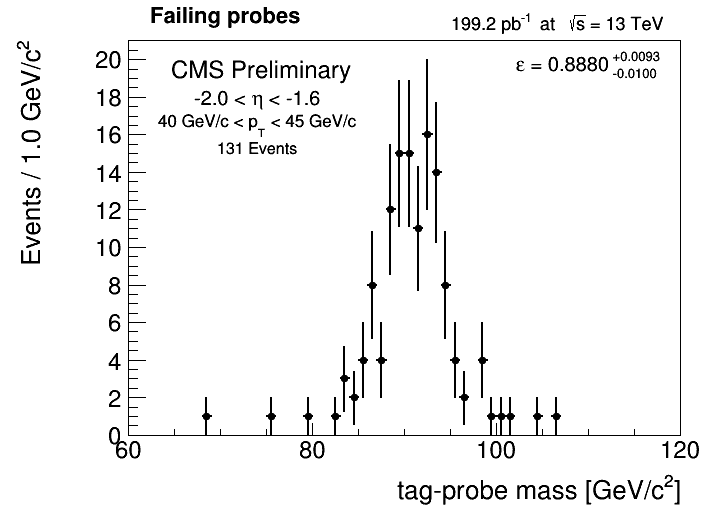 Failing probes
199.2 pb⁻¹ at √s = 13 TeV
CMS Preliminary
-2.0 < η < -1.6
40 GeV/c < p_T < 45 GeV/c
131 Events
ε = 0.8880 +0.0093 -0.0100
Events / 1.0 GeV/c²
20
18
16
14
12
10
8
6
4
2
0
60 80 100 120
tag-probe mass [GeV/c²]